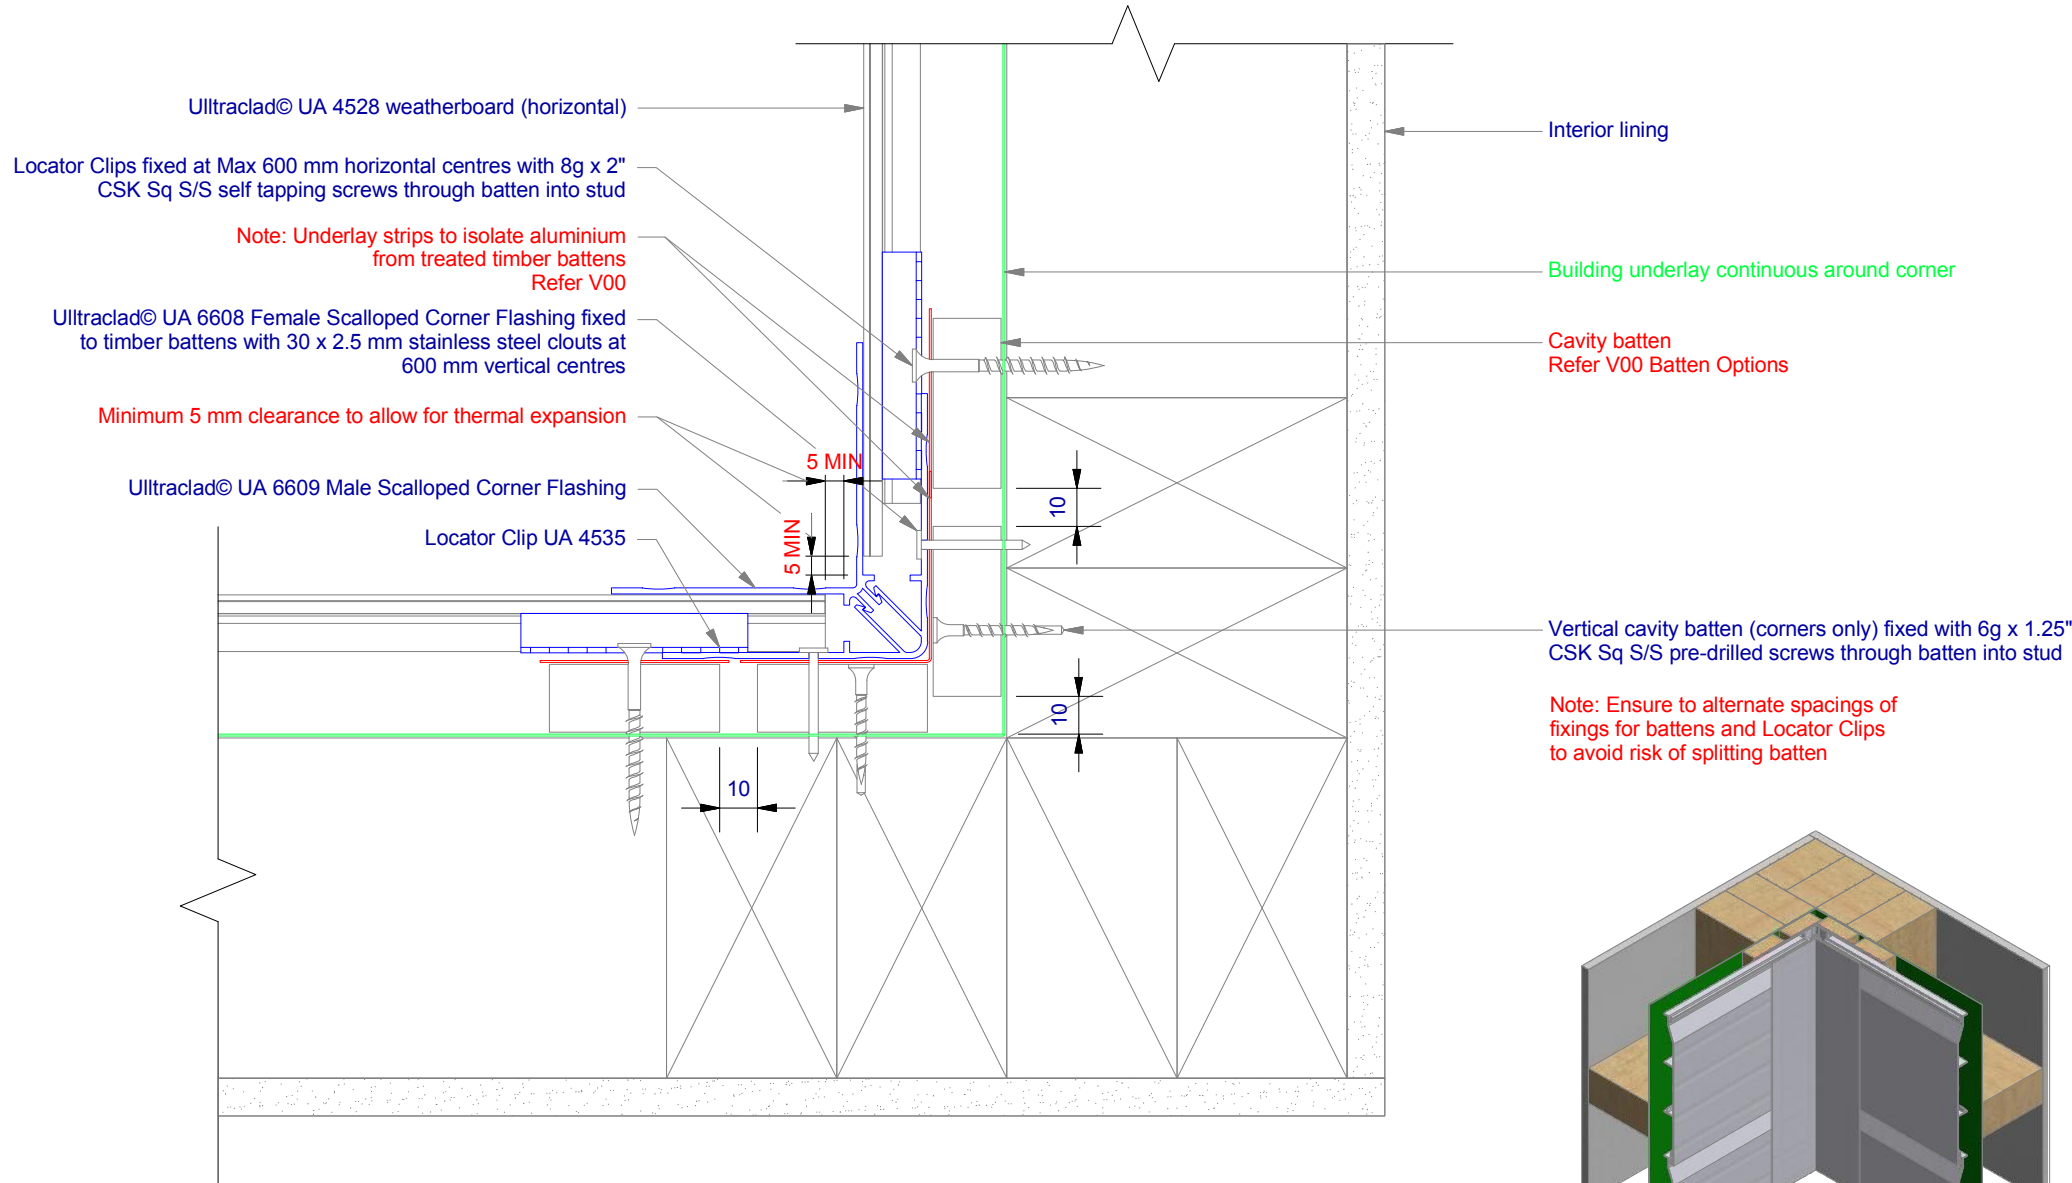 Ulltraclad© UA 4528 weatherboard (horizontal)
Locator Clips fixed at Max 600 mm horizontal centres with 8g x 2"
CSK Sq S/S self tapping screws through batten into stud
Note: Underlay strips to isolate aluminium
from treated timber battens
Refer V00
Ulltraclad© UA 6608 Female Scalloped Corner Flashing fixed
to timber battens with 30 x 2.5 mm stainless steel clouts at
600 mm vertical centres
Minimum 5 mm clearance to allow for thermal expansion
Ulltraclad© UA 6609 Male Scalloped Corner Flashing
Locator Clip UA 4535
5 MIN
5 MIN
10
10
10
Interior lining
Building underlay continuous around corner
Cavity batten
Refer V00 Batten Options
Vertical cavity batten (corners only) fixed with 6g x 1.25"
CSK Sq S/S pre-drilled screws through batten into stud
Note: Ensure to alternate spacings of
fixings for battens and Locator Clips
to avoid risk of splitting batten